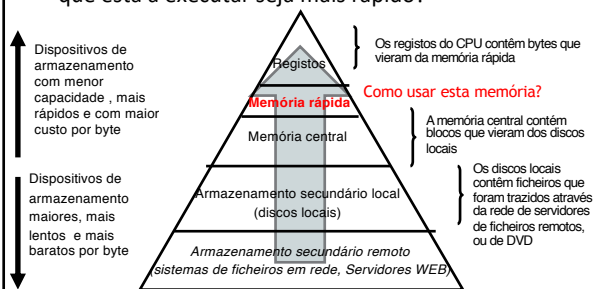 que está a executar seja mais rápido?
Dispositivos de
armazenamento
com menor
capacidade , mais
rápidos e com maior
custo por byte
Registos
Os registos do CPU contêm bytes que
vieram da memória rápida
Memória rápida
Como usar esta memória?
Memória central
A memória central contém
blocos que vieram dos discos
locais
Dispositivos de
armazenamento
maiores, mais
lentos e mais
baratos por byte
Armazenamento secundário local
(discos locais)
Os discos locais
contêm ficheiros que
foram trazidos através
da rede de servidores
de ficheiros remotos,
ou de DVD
Armazenamento secundário remoto
(sistemas de ficheiros em rede, Servidores WEB)